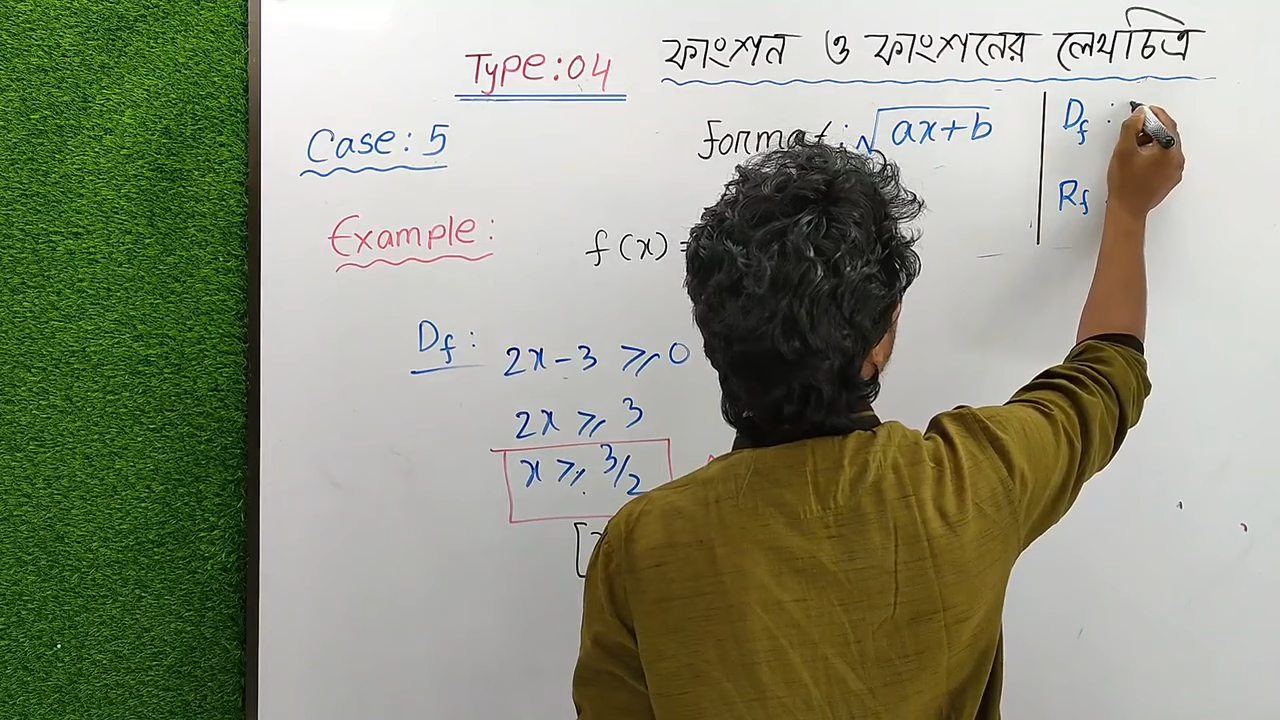 Type:04 ফাংশন ও ফাংশনের লেখচিত্র
Case: 5
format: √ax+b
Df :
Rf
Example:
f(x) =
Df :
2x-3 ≥ 0
2x ≥ 3
x ≥ 3/2
[